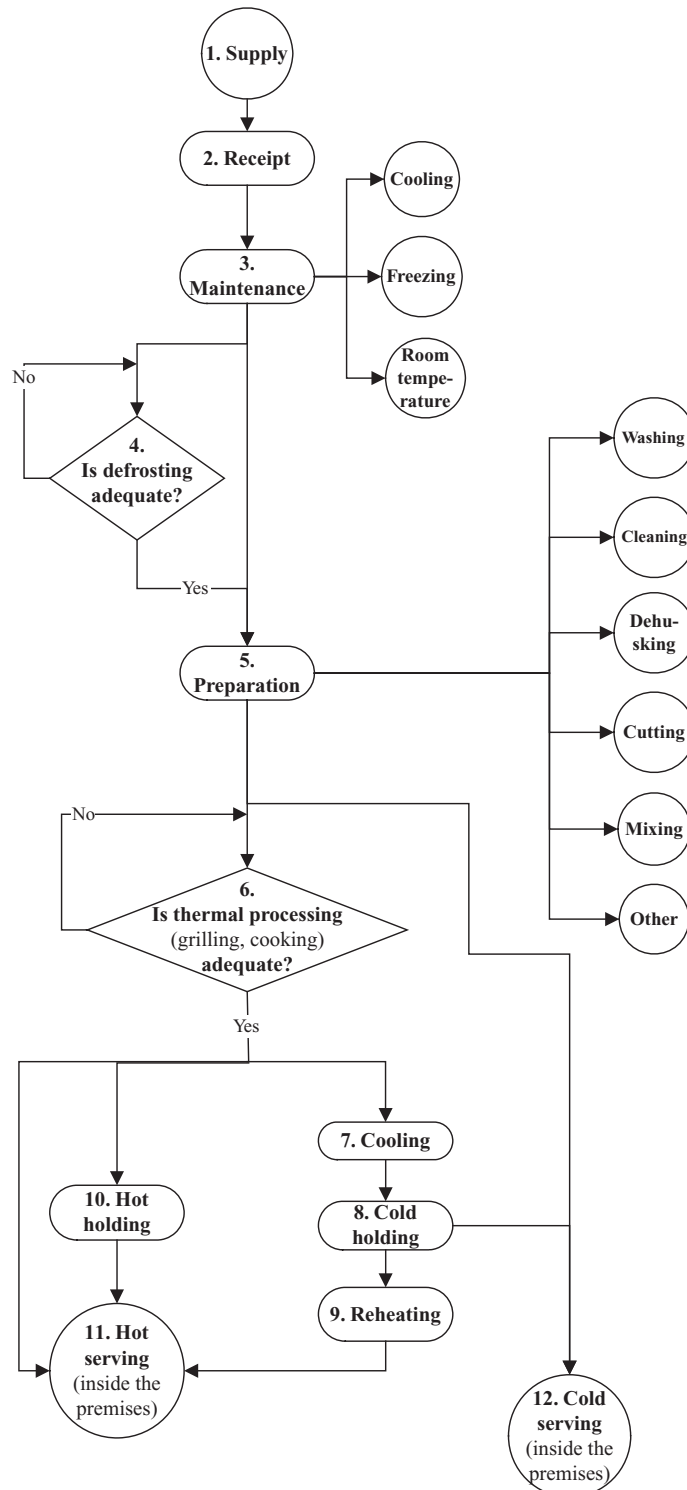 1. Supply
2. Receipt
Cooling
3.
Maintenance
Freezing
Room
tempe-
rature
No
4.
Is defrosting
adequate?
Yes
Washing
Cleaning
Dehu-
sking
5.
Preparation
Cutting
Mixing
Other
No
6.
Is thermal processing
(grilling, cooking)
adequate?
Yes
7. Cooling
10. Hot
holding
8. Cold
holding
9. Reheating
11. Hot
serving
(inside the
premises)
12. Cold
serving
(inside the
premises)